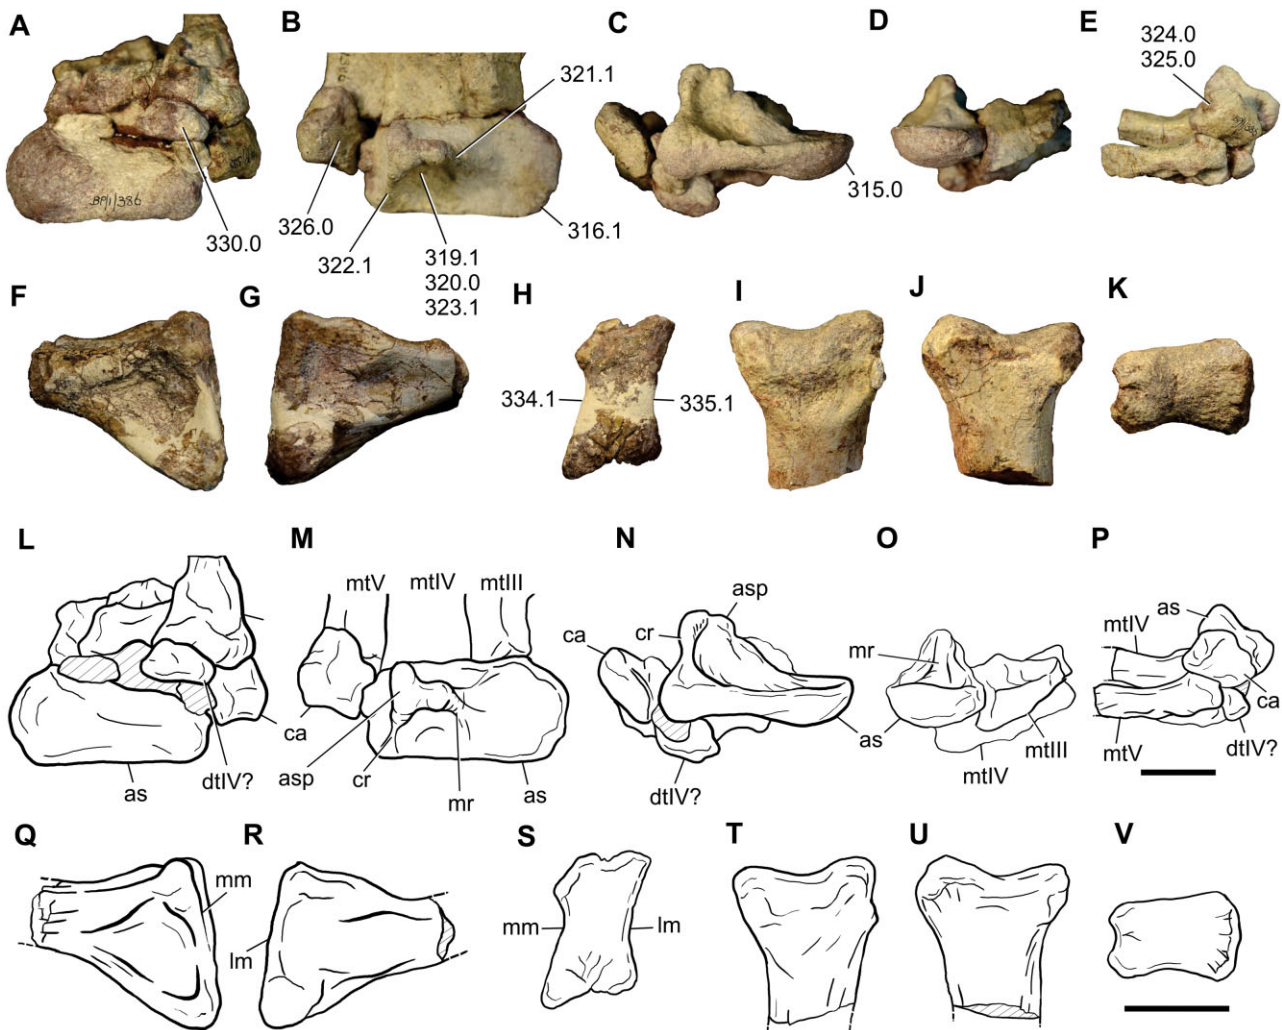 A
B
C
D
E
321.1
324.0
325.0
BP/1/386
330.0
326.0
322.1
319.1
320.0
323.1
316.1
315.0
F
G
H
I
J
K
334.1
335.1
L
M
N
O
P
mtV
mtIV
mtIII
ca
as
dtIV?
ca
asp
cr
mr
as
ca
cr
asp
dtIV?
as
mr
mtIV
mtIII
as
mtIV
mtV
ca
dtIV?
Q
R
S
T
U
V
mm
lm
mm
lm